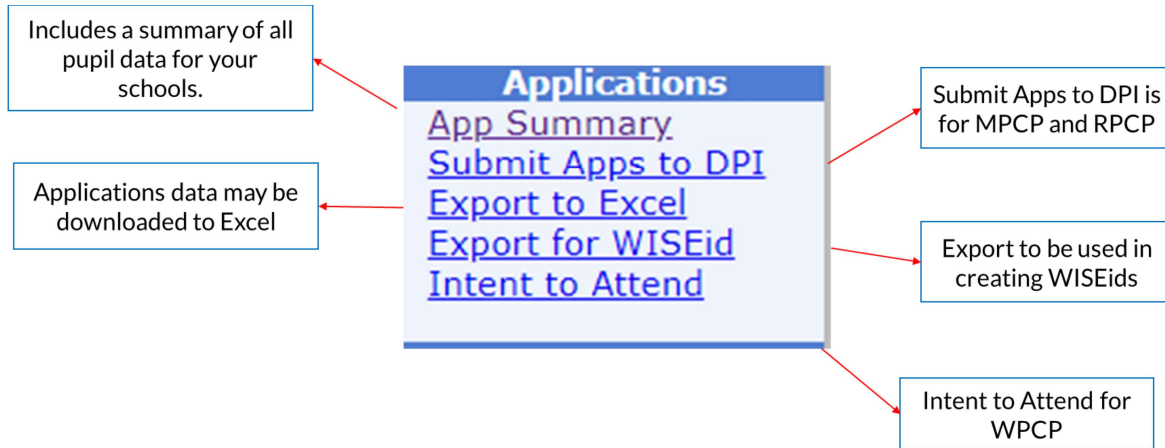 Includes a summary of all
pupil data for your
schools.
Applications data may be
downloaded to Excel
Applications
App Summary
Submit Apps to DPI
Export to Excel
Export for WISEid
Intent to Attend
Submit Apps to DPI is
for MPCP and RPCP
Export to be used in
creating WISEids
Intent to Attend for
WPCP